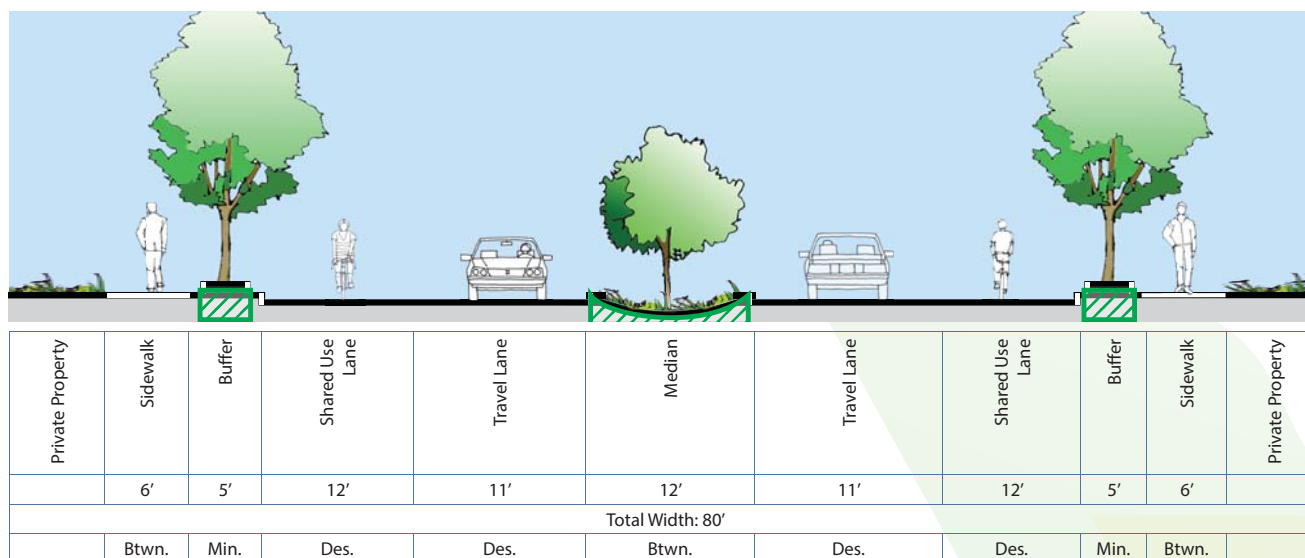 Private Property
Sidewalk
Buffer
Shared Use
Lane
Travel Lane
Median
Travel Lane
Shared Use
Lane
Buffer
Sidewalk
Private Property
6’ 5’ 12’ 11’ 12’ 11’ 12’ 5’ 6’
Total Width: 80’
Btwn. Min. Des. Des. Btwn. Des. Des. Min. Btwn.